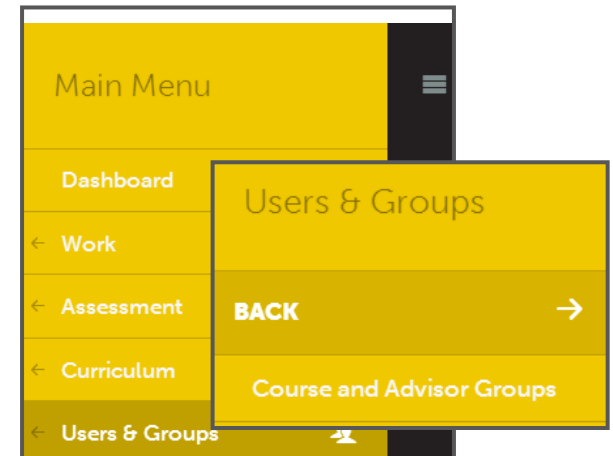 Main Menu
Dashboard
Work
Assessment
Curriculum
Users & Groups
Users & Groups
BACK
Course and Advisor Groups